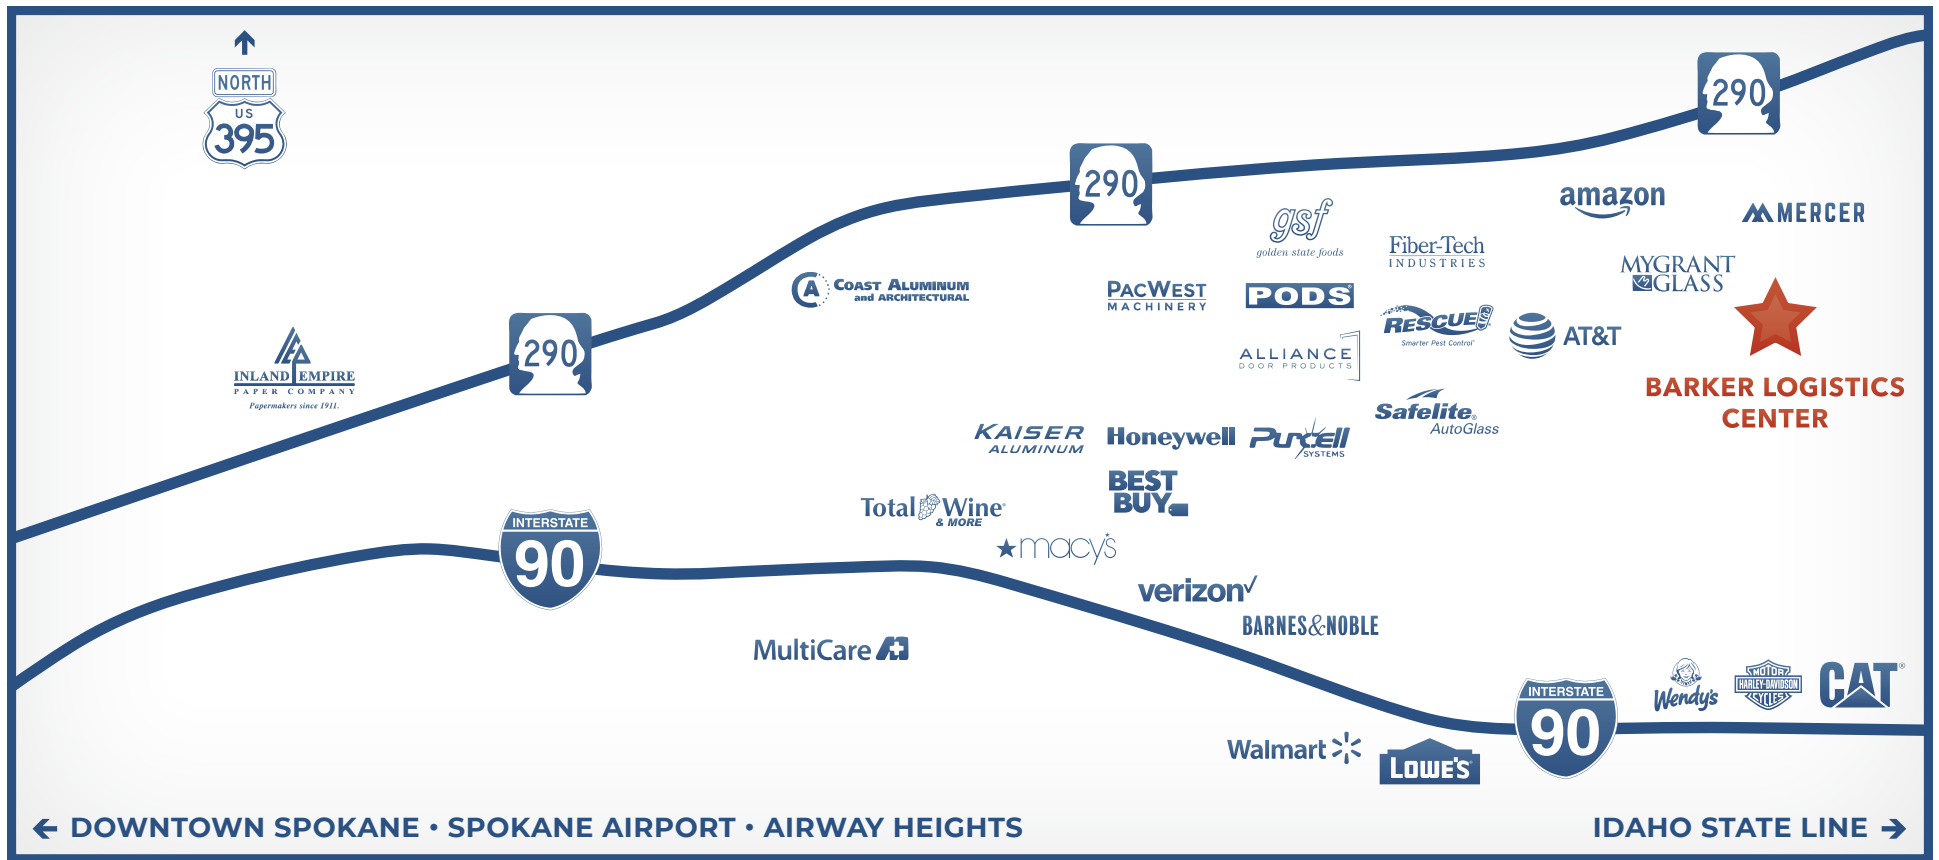 NORTH
US
395
290
290
290
amazon
MERCER
gsf
golden state foods
Fiber-Tech
INDUSTRIES
MYGRANT
GLASS
COAST ALUMINUM
and ARCHITECTURAL
PACWEST
MACHINERY
PODS
RESCUE!
Smarter Pest Control
AT&T
IEP
INLAND EMPIRE
PAPER COMPANY
Papermakers since 1911.
ALLIANCE
DOOR PRODUCTS
BARKER LOGISTICS
CENTER
Safelite®
AutoGlass
KAISER
ALUMINUM
Honeywell
Purcell
SYSTEMS
BEST
BUY
Total Wine
& MORE
macy's
INTERSTATE
90
verizon
BARNES&NOBLE
MultiCare
Wendy's
MOTOR
HARLEY-DAVIDSON
CYCLES
CAT®
INTERSTATE
90
Walmart
LOWE'S
← DOWNTOWN SPOKANE • SPOKANE AIRPORT • AIRWAY HEIGHTS
IDAHO STATE LINE →